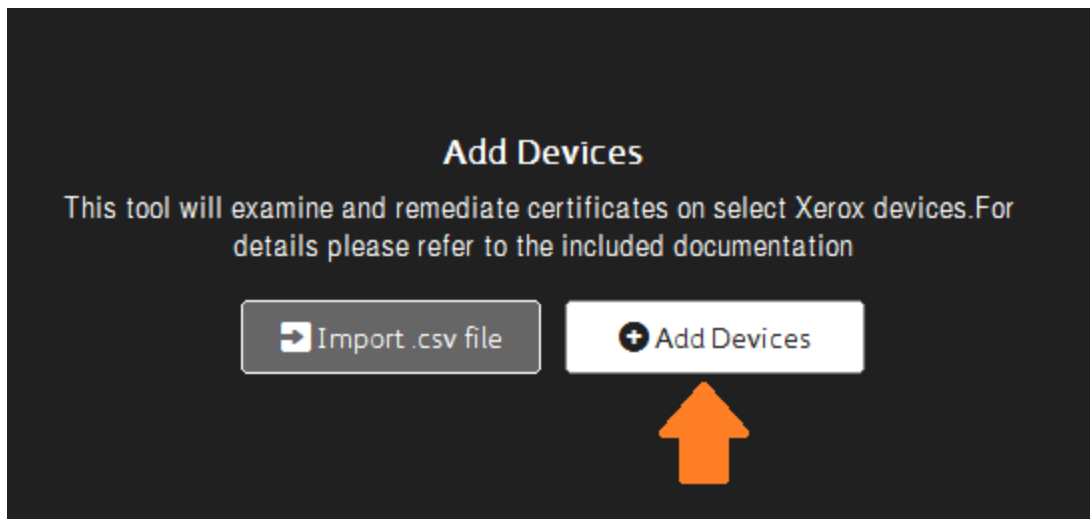 Add Devices
This tool will examine and remediate certificates on select Xerox devices.For
details please refer to the included documentation
Import .csv file
Add Devices